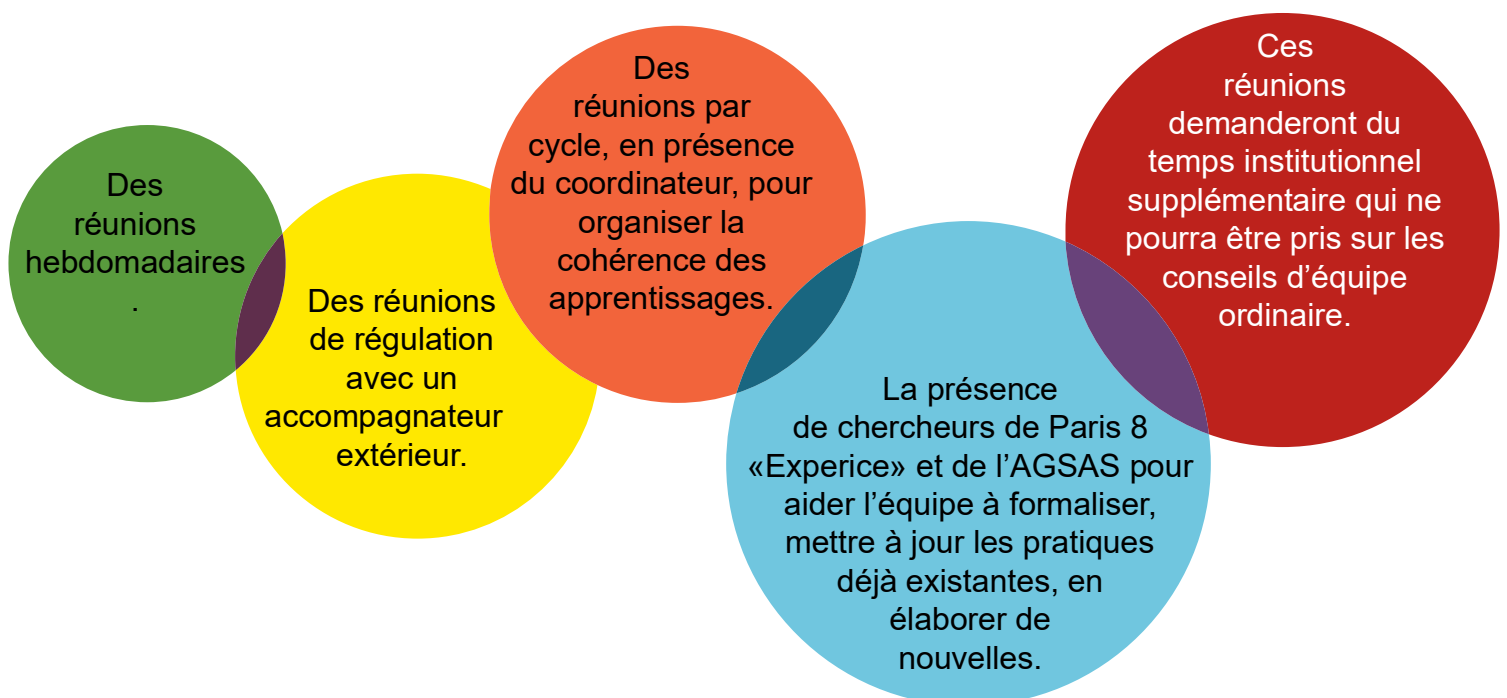 Des
réunions
hebdomadaires
.
Des réunions
de régulation
avec un
accompagnateur
extérieur.
Des
réunions par
cycle, en présence
du coordinateur, pour
organiser la
cohérence des
apprentissages.
La présence
de chercheurs de Paris 8
«Experice» et de l’AGSAS pour
aider l’équipe à formaliser,
mettre à jour les pratiques
déjà existantes, en
élaborer de
nouvelles.
Ces
réunions
demanderont du
temps institutionnel
supplémentaire qui ne
pourra être pris sur les
conseils d’équipe
ordinaire.